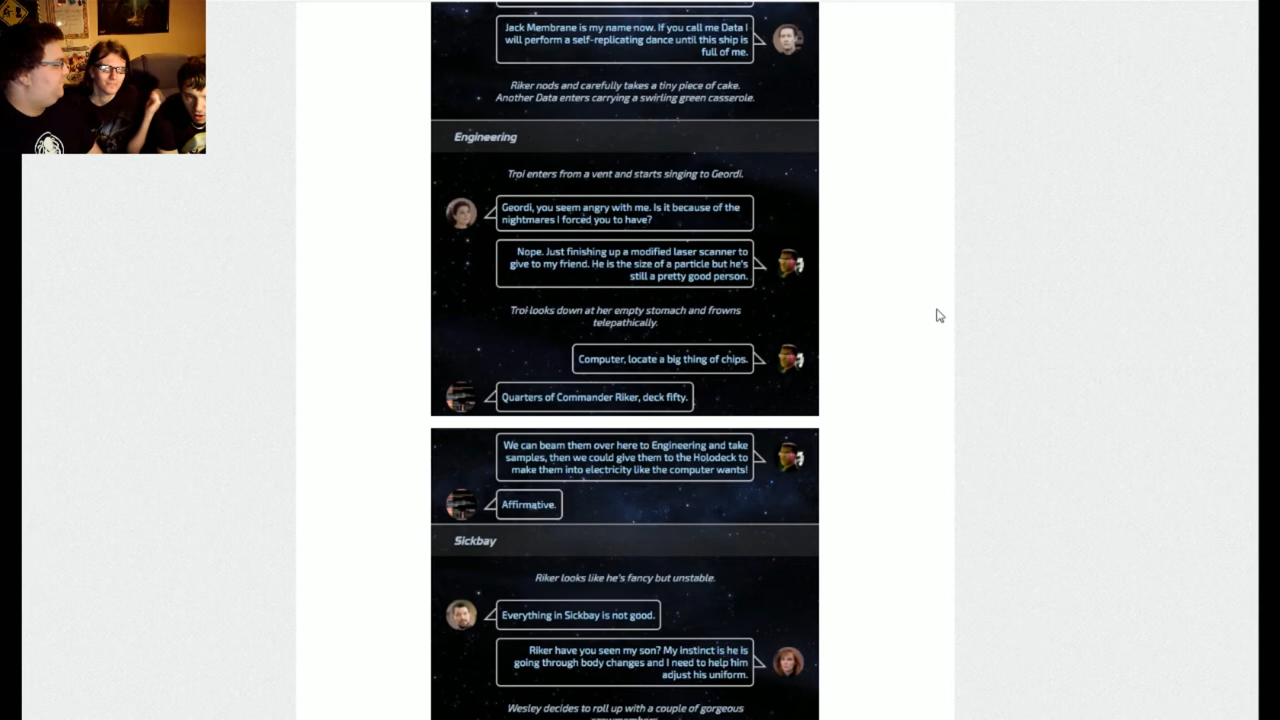 Jack Membrane is my name now. If you call me Data I
will perform a self-replicating dance until this ship is
full of me.
Riker nods and carefully takes a tiny piece of cake.
Another Data enters carrying a swirling green casserole.
Engineering
Troi enters from a vent and starts singing to Geordi.
Geordi, you seem angry with me. Is it because of the
nightmares I forced you to have?
Nope. Just finishing up a modified laser scanner to
give to my friend. He is the size of a particle but he's
still a pretty good person.
Troi looks down at her empty stomach and frowns
telepathically.
Computer, locate a big thing of chips.
Quarters of Commander Riker, deck fifty.
We can beam them over here to Engineering and take
samples, then we could give them to the Holodeck to
make them into electricity like the computer wants!
Affirmative.
Sickbay
Riker looks like he's fancy but unstable.
Everything in Sickbay is not good.
Riker have you seen my son? My instinct is he is
going through body changes and I need to help him
adjust his uniform.
Wesley decides to roll up with a couple of gorgeous